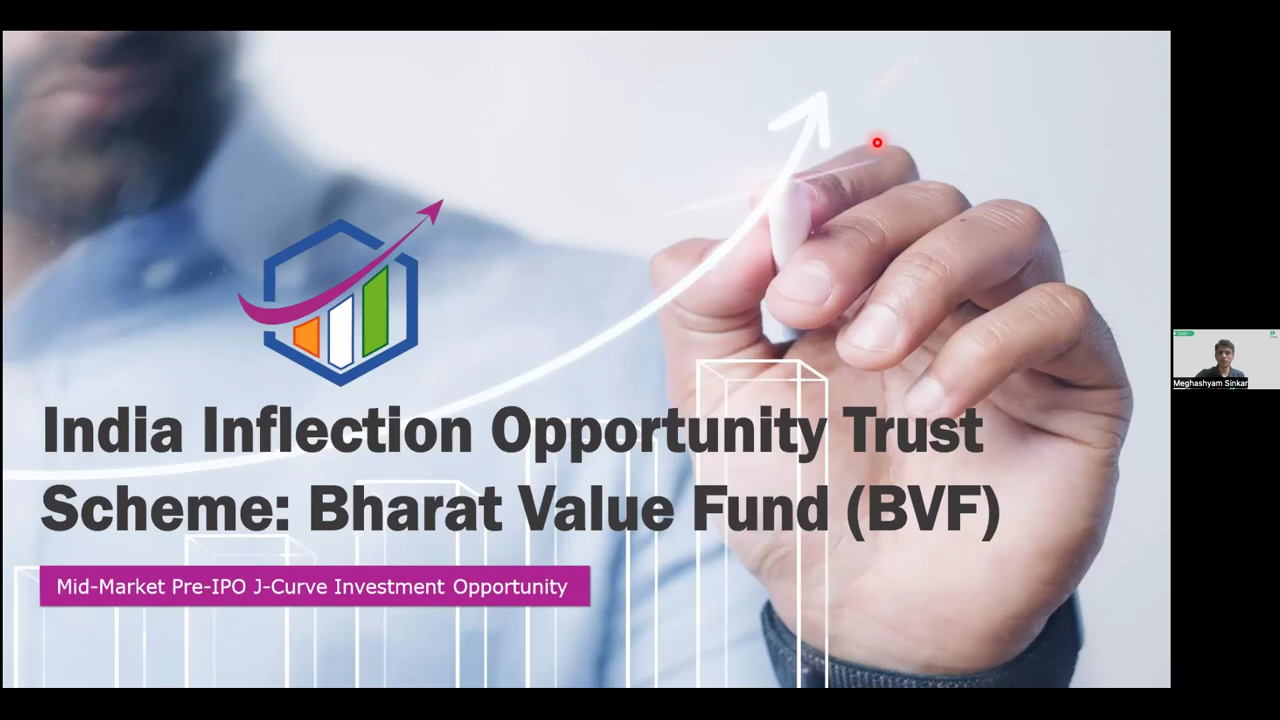 India Inflection Opportunity Trust
Scheme: Bharat Value Fund (BVF)
Mid-Market Pre-IPO J-Curve Investment Opportunity
Meghashyam Sinkar